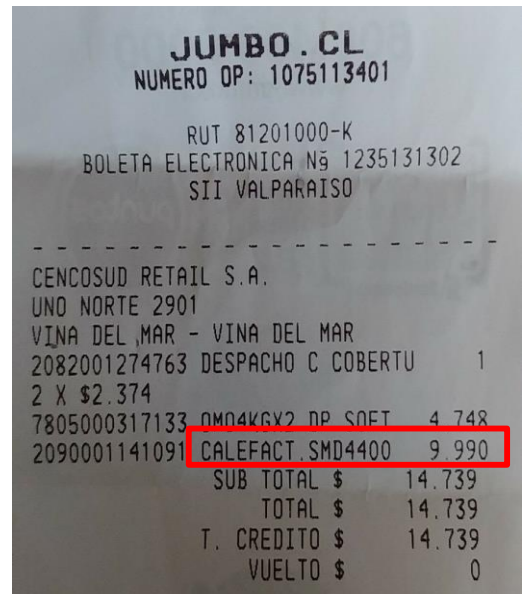 JUMBO.CL
NUMERO OP: 1075113401
RUT 81201000-K
BOLETA ELECTRONICA N§ 1235131302
SII VALPARAISO
- - - - - - - - - - - - - - - - - -
CENCOSUD RETAIL S.A.
UNO NORTE 2901
VINA DEL MAR - VINA DEL MAR
2082001274763 DESPACHO C COBERTU 1
2 X $2.374
7805000317133 OMO4KGX2 DP SOFT 4.748
2090001141091 CALEFACT.SMD4400 9.990
SUB TOTAL $ 14.739
TOTAL $ 14.739
T. CREDITO $ 14.739
VUELTO $ 0